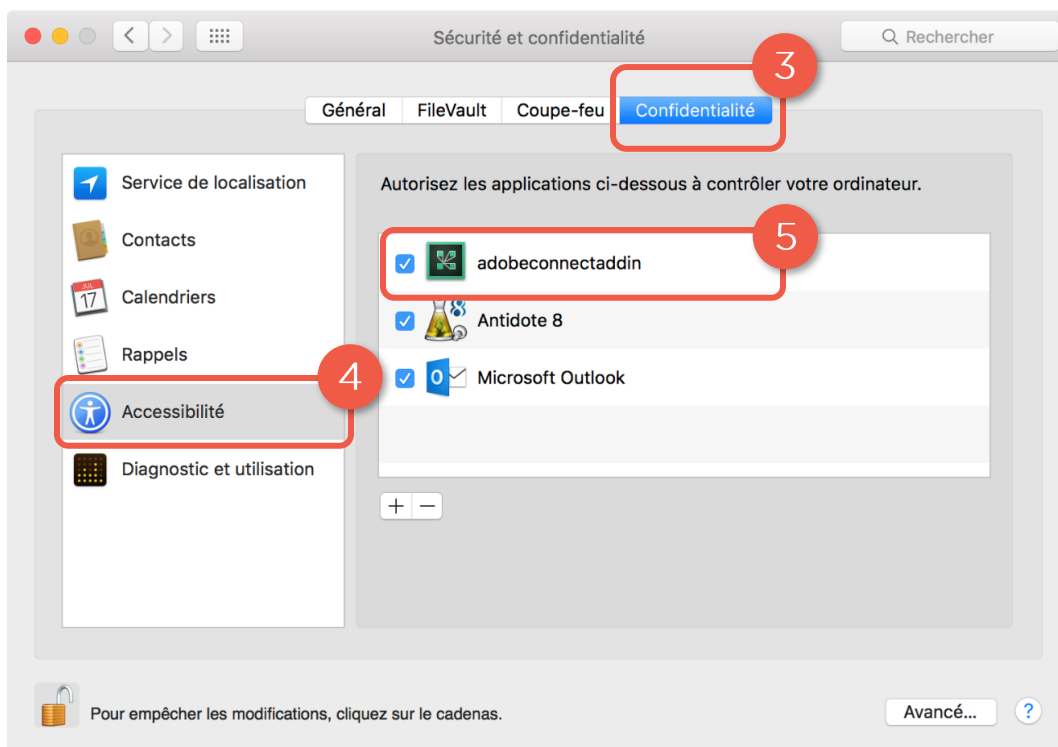 Sécurité et confidentialité
Rechercher
3
Général FileVault Coupe-feu Confidentialité
Service de localisation
Contacts
JUL
17
Calendriers
Rappels
4
Accessibilité
Diagnostic et utilisation
Autorisez les applications ci-dessous à contrôler votre ordinateur.
5
adobeconnectaddin
Antidote 8
Microsoft Outlook
+ −
Pour empêcher les modifications, cliquez sur le cadenas.
Avancé...
?